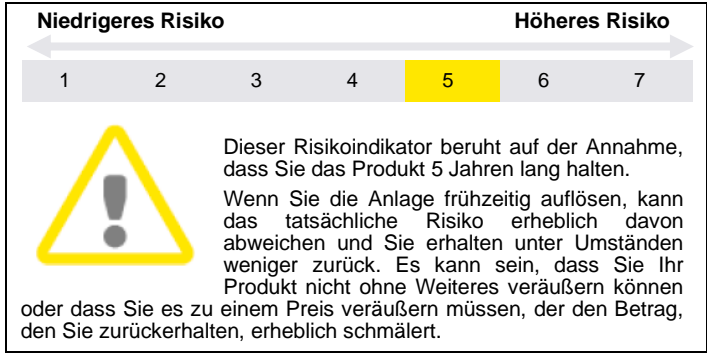 Niedrigeres Risiko Höheres Risiko
1 2 3 4 5 6 7
Dieser Risikoindikator beruht auf der Annahme,
dass Sie das Produkt 5 Jahren lang halten.
Wenn Sie die Anlage frühzeitig auflösen, kann
das tatsächliche Risiko erheblich davon
abweichen und Sie erhalten unter Umständen
weniger zurück. Es kann sein, dass Sie Ihr
Produkt nicht ohne Weiteres veräußern können
oder dass Sie es zu einem Preis veräußern müssen, der den Betrag,
den Sie zurückerhalten, erheblich schmälert.